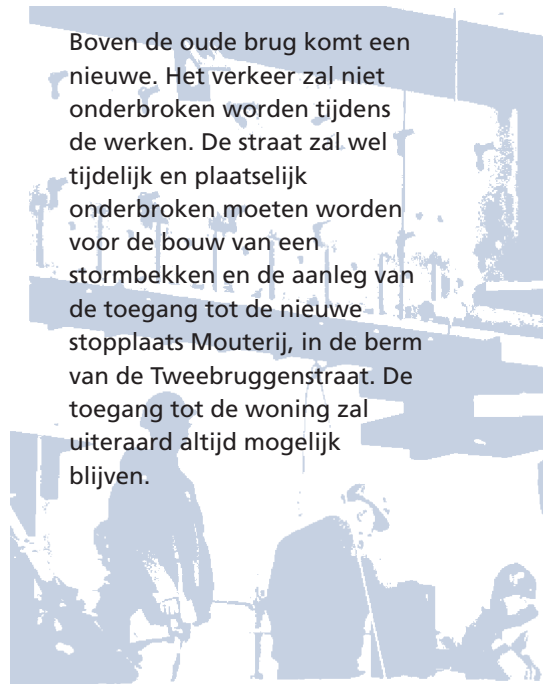 Boven de oude brug komt een
nieuwe. Het verkeer zal niet
onderbroken worden tijdens
de werken. De straat zal wel
tijdelijk en plaatselijk
onderbroken moeten worden
voor de bouw van een
stormbekken en de aanleg van
de toegang tot de nieuwe
stopplaats Mouterij, in de berm
van de Tweebruggenstraat. De
toegang tot de woning zal
uiteraard altijd mogelijk
blijven.